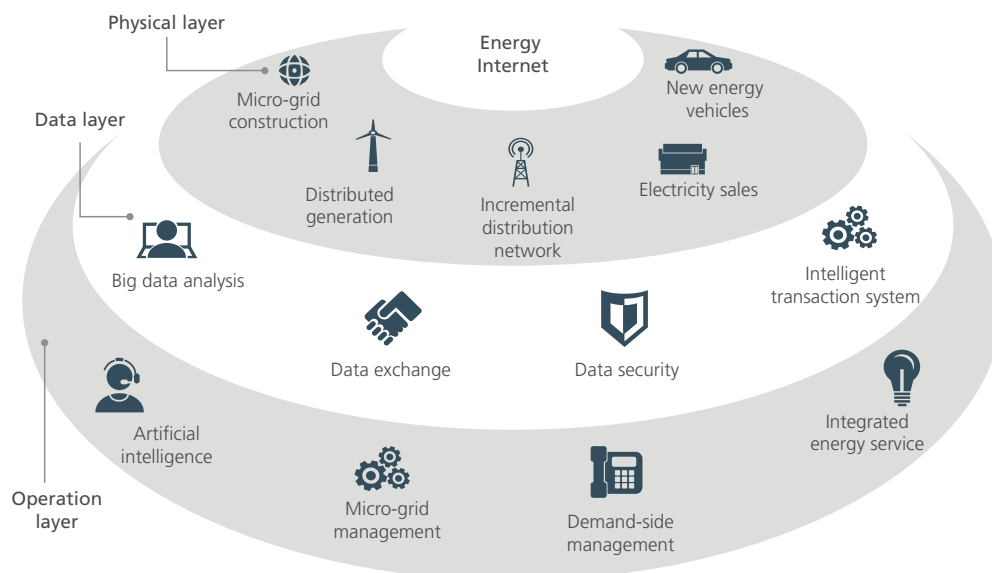 Physical layer
Energy
Internet
Micro-grid
construction
New energy
vehicles
Data layer
Distributed
generation
Incremental
distribution
network
Electricity sales
Big data analysis
Intelligent
transaction system
Data exchange
Data security
Artificial
intelligence
Integrated
energy service
Operation
layer
Micro-grid
management
Demand-side
management